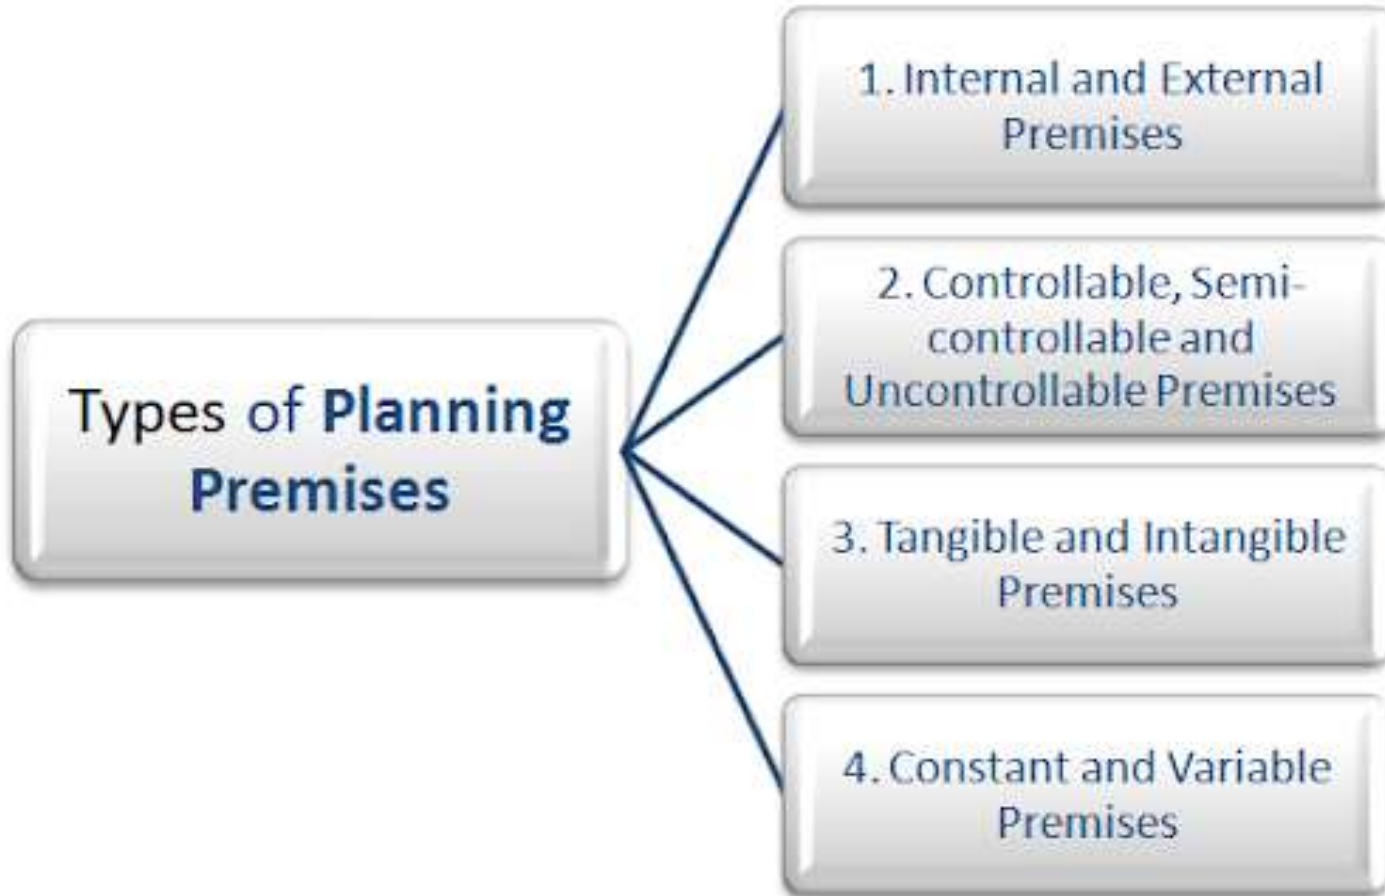 Types of Planning
Premises
1. Internal and External
Premises
2. Controllable, Semi-
controllable and
Uncontrollable Premises
3. Tangible and Intangible
Premises
4. Constant and Variable
Premises